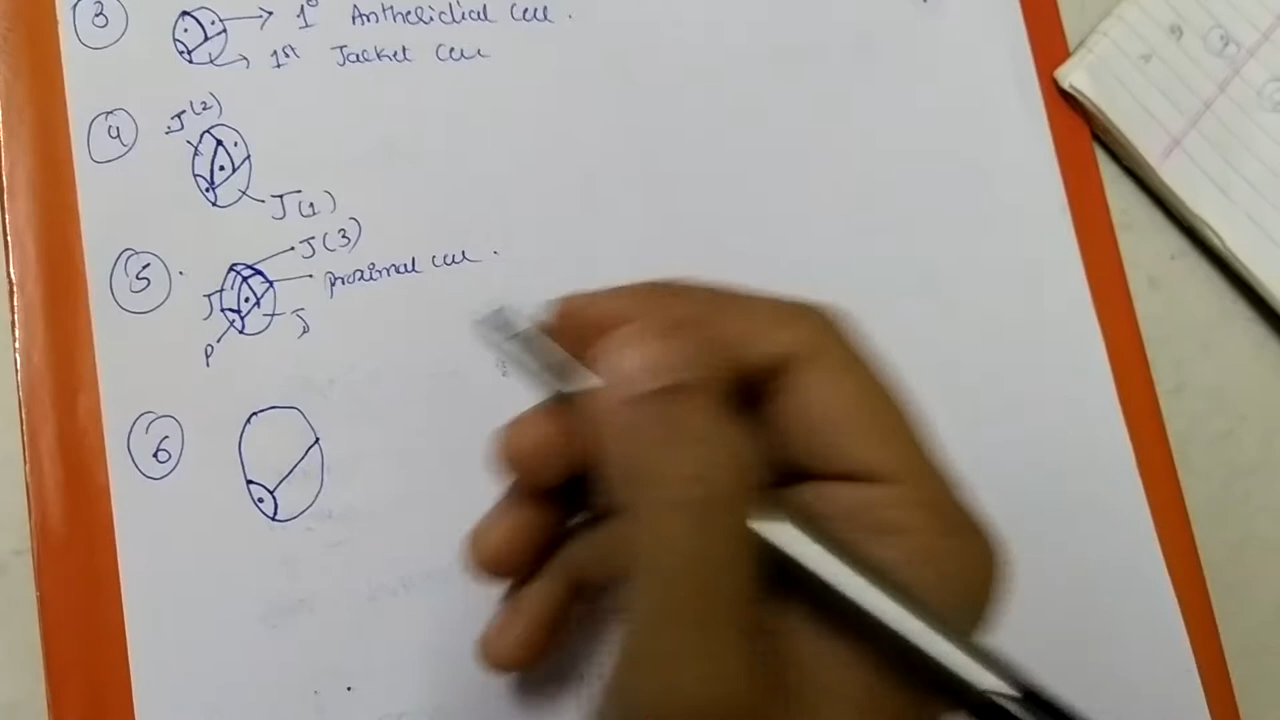 3 1° Antheridial cell.
1st Jacket cell
4 J(2)
J(1)
J(3)
5 proximal cell.
J
J
P
6